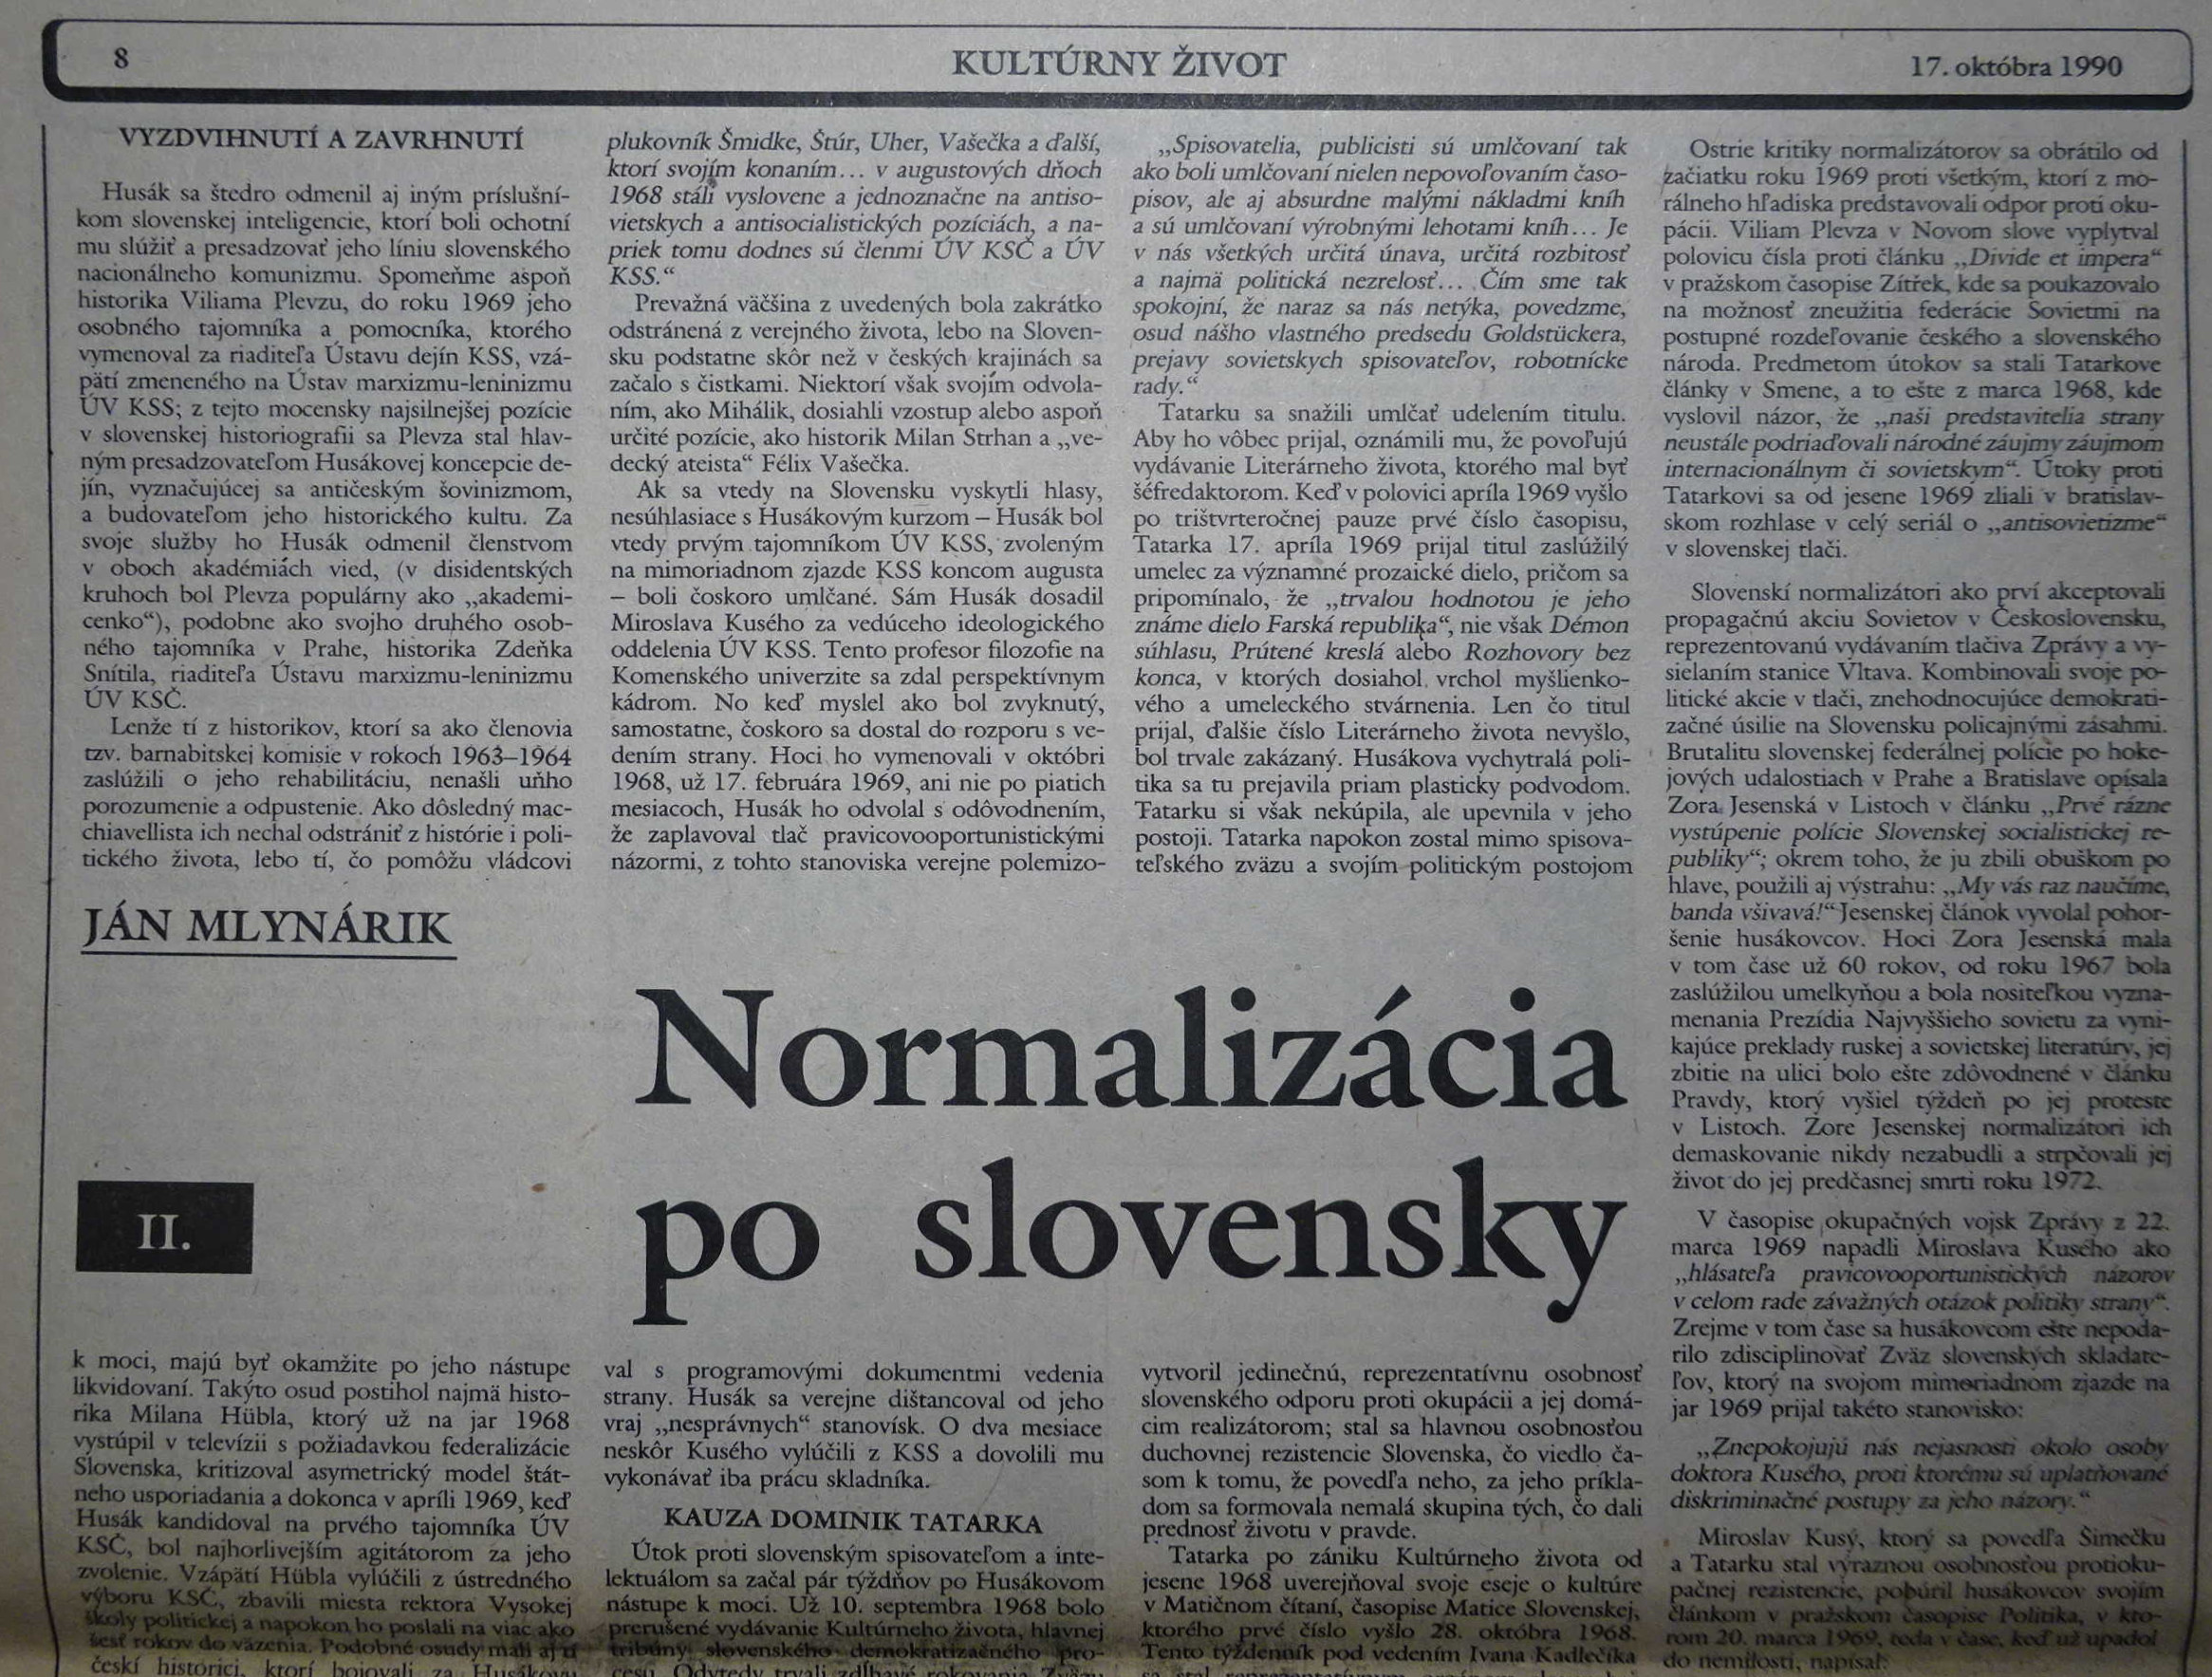 8
KULTÚRNY ŽIVOT
17. októbra 1990
VYZDVIHNUTÍ A ZAVRHNUTÍ
Husák sa štedro odmenil aj iným príslušní-
kom slovenskej inteligencie, ktorí boli ochotní
mu slúžiť a presadzovať jeho líniu slovenského
nacionálneho komunizmu. Spomeňme aspoň
historika Viliama Plevzu, do roku 1969 jeho
osobného tajomníka a pomocníka, ktorého
vymenoval za riaditeľa Ústavu dejín KSS, vzá-
pätí zmeneného na Ústav marxizmu-leninizmu
ÚV KSS; z tejto mocensky najsilnejšej pozície
v slovenskej historiografii sa Plevza stal hlav-
ným presadzovateľom Husákovej koncepcie de-
jín, vyznačujúcej sa antičeským šovinizmom,
a budovateľom jeho historického kultu. Za
svoje služby ho Husák odmenil členstvom
v oboch akadémiách vied, (v disidentských
kruhoch bol Plevza populárny ako „akademi-
cenko“), podobne ako svojho druhého osob-
ného tajomníka v Prahe, historika Zdeňka
Snítila, riaditeľa Ústavu marxizmu-leninizmu
ÚV KSČ.
Lenže tí z historikov, ktorí sa ako členovia
tzv. barnabitskej komisie v rokoch 1963–1964
zaslúžili o jeho rehabilitáciu, nenašli uňho
porozumenie a odpustenie. Ako dôsledný mac-
chiavellista ich nechal odstrániť z histórie i poli-
tického života, lebo tí, čo pomôžu vládcovi
JÁN MLYNÁRIK
II.
k moci, majú byť okamžite po jeho nástupe
likvidovaní. Takýto osud postihol najmä histo-
rika Milana Hübla, ktorý už na jar 1968
vystúpil v televízii s požiadavkou federalizácie
Slovenska, kritizoval asymetrický model štát-
neho usporiadania a dokonca v apríli 1969, keď
Husák kandidoval na prvého tajomníka ÚV
KSČ, bol najhorlivejším agitátorom za jeho
zvolenie. Vzápätí Hübla vylúčili z ústredného
výboru KSČ, zbavili miesta rektora Vysokej
školy politickej a napokon ho poslali na viac ako
šesť rokov do väzenia. Podobné osudy mali aj tí
českí historici, ktorí bojovali za Husákovu
plukovník Šmidke, Štúr, Uher, Vašečka a ďalší,
ktorí svojím konaním... v augustových dňoch
1968 stáli vyslovene a jednoznačne na antiso-
vietskych a antisocialistických pozíciách, a na-
priek tomu dodnes sú členmi ÚV KSČ a ÚV
KSS.“
Prevažná väčšina z uvedených bola zakrátko
odstránená z verejného života, lebo na Sloven-
sku podstatne skôr než v českých krajinách sa
začalo s čistkami. Niektorí však svojím odvola-
ním, ako Mihálik, dosiahli vzostup alebo aspoň
určité pozície, ako historik Milan Strhan a „ve-
decký ateista“ Félix Vašečka.
Ak sa vtedy na Slovensku vyskytli hlasy,
nesúhlasiace s Husákovým kurzom – Husák bol
vtedy prvým tajomníkom ÚV KSS, zvoleným
na mimoriadnom zjazde KSS koncom augusta
– boli čoskoro umlčané. Sám Husák dosadil
Miroslava Kusého za vedúceho ideologického
oddelenia ÚV KSS. Tento profesor filozofie na
Komenského univerzite sa zdal perspektívnym
kádrom. No keď myslel ako bol zvyknutý,
samostatne, čoskoro sa dostal do rozporu s ve-
dením strany. Hoci ho vymenovali v októbri
1968, už 17. februára 1969, ani nie po piatich
mesiacoch, Husák ho odvolal s odôvodnením,
že zaplavoval tlač pravicovooportunistickými
názormi, z tohto stanoviska verejne polemizo-
Normalizácia
po slovensky
val s programovými dokumentmi vedenia
strany. Husák sa verejne dištancoval od jeho
vraj „nesprávnych“ stanovísk. O dva mesiace
neskôr Kusého vylúčili z KSS a dovolili mu
vykonávať iba prácu skladníka.
KAUZA DOMINIK TATARKA
Útok proti slovenským spisovateľom a inte-
lektuálom sa začal pár týždňov po Husákovom
nástupe k moci. Už 10. septembra 1968 bolo
prerušené vydávanie Kultúrneho života, hlavnej
tribúny slovenského demokratizačného pro-
cesu. Odvtedy trvali zdĺhavé rokovania Zväzu
„Spisovatelia, publicisti sú umlčovaní tak
ako boli umlčovaní nielen nepovoľovaním časo-
pisov, ale aj absurdne malými nákladmi kníh
a sú umlčovaní výrobnými lehotami kníh... Je
v nás všetkých určitá únava, určitá rozbitosť
a najmä politická nezrelosť... Čím sme tak
spokojní, že naraz sa nás netýka, povedzme,
osud nášho vlastného predsedu Goldstückera,
prejavy sovietskych spisovateľov, robotnícke
rady.“
Tatarku sa snažili umlčať udelením titulu.
Aby ho vôbec prijal, oznámili mu, že povoľujú
vydávanie Literárneho života, ktorého mal byť
šéfredaktorom. Keď v polovici apríla 1969 vyšlo
po trištvrteročnej pauze prvé číslo časopisu,
Tatarka 17. apríla 1969 prijal titul zaslúžilý
umelec za významné prozaické dielo, pričom sa
pripomínalo, že „trvalou hodnotou je jeho
známe dielo Farská republika“, nie však Démon
súhlasu, Prútené kreslá alebo Rozhovory bez
konca, v ktorých dosiahol vrchol myšlienko-
vého a umeleckého stvárnenia. Len čo titul
prijal, ďalšie číslo Literárneho života nevyšlo,
bol trvale zakázaný. Husákova vychytralá poli-
tika sa tu prejavila priam plasticky podvodom.
Tatarku si však nekúpila, ale upevnila v jeho
postoji. Tatarka napokon zostal mimo spisova-
teľského zväzu a svojím politickým postojom
vytvoril jedinečnú, reprezentatívnu osobnosť
slovenského odporu proti okupácii a jej domá-
cim realizátorom; stal sa hlavnou osobnosťou
duchovnej rezistencie Slovenska, čo viedlo ča-
som k tomu, že povedľa neho, za jeho príkla-
dom sa formovala nemalá skupina tých, čo dali
prednosť životu v pravde.
Tatarka po zániku Kultúrneho života od
jesene 1968 uverejňoval svoje eseje o kultúre
v Matičnom čítaní, časopise Matice Slovenskej,
ktorého prvé číslo vyšlo 28. októbra 1968.
Tento týždenník pod vedením Ivana Kadlečíka
Ostrie kritiky normalizátorov sa obrátilo od
začiatku roku 1969 proti všetkým, ktorí z mo-
rálneho hľadiska predstavovali odpor proti oku-
pácii. Viliam Plevza v Novom slove vyplytval
polovicu čísla proti článku „Divide et impera“
v pražskom časopise Zítřek, kde sa poukazovalo
na možnosť zneužitia federácie Sovietmi na
postupné rozdeľovanie českého a slovenského
národa. Predmetom útokov sa stali Tatarkove
články v Smene, a to ešte z marca 1968, kde
vyslovil názor, že „naši predstavitelia strany
neustále podriaďovali národné záujmy záujmom
internacionálnym či sovietskym“. Útoky proti
Tatarkovi sa od jesene 1969 zliali v bratislav-
skom rozhlase v celý seriál o „antisovietizme“
v slovenskej tlači.
Slovenskí normalizátori ako prví akceptovali
propagačnú akciu Sovietov v Československu,
reprezentovanú vydávaním tlačiva Zprávy a vy-
sielaním stanice Vltava. Kombinovali svoje po-
litické akcie v tlači, znehodnocujúce demokrati-
začné úsilie na Slovensku policajnými zásahmi.
Brutalitu slovenskej federálnej polície po hoke-
jových udalostiach v Prahe a Bratislave opísala
Zora Jesenská v Listoch v článku „Prvé rázne
vystúpenie polície Slovenskej socialistickej re-
publiky“; okrem toho, že ju zbili obuškom po
hlave, použili aj výstrahu: „My vás raz naučíme,
banda všivavá!“ Jesenskej článok vyvolal pohor-
šenie husákovcov. Hoci Zora Jesenská mala
v tom čase už 60 rokov, od roku 1967 bola
zaslúžilou umelkyňou a bola nositeľkou vyzna-
menania Prezídia Najvyššieho sovietu za vyni-
kajúce preklady ruskej a sovietskej literatúry, jej
zbitie na ulici bolo ešte zdôvodnené v článku
Pravdy, ktorý vyšiel týždeň po jej proteste
v Listoch. Zore Jesenskej normalizátori ich
demaskovanie nikdy nezabudli a strpčovali jej
život do jej predčasnej smrti roku 1972.
V časopise okupačných vojsk Zprávy z 22.
marca 1969 napadli Miroslava Kusého ako
„hlásateľa pravicovooportunistických názorov
v celom rade závažných otázok politiky strany“.
Zrejme v tom čase sa husákovcom ešte nepoda-
rilo zdisciplinovať Zväz slovenských skladate-
ľov, ktorý na svojom mimoriadnom zjazde na
jar 1969 prijal takéto stanovisko:
„Znepokojujú nás nejasnosti okolo osoby
doktora Kusého, proti ktorému sú uplatňované
diskriminačné postupy za jeho názory.“
Miroslav Kusý, ktorý sa povedľa Šimečku
a Tatarku stal výraznou osobnosťou protioku-
pačnej rezistencie, pobúril husákovcov svojím
článkom v pražskom časopise Politika, v kto-
rom 20. marca 1969, teda v čase, keď už upadol
do nemilosti, napísal: